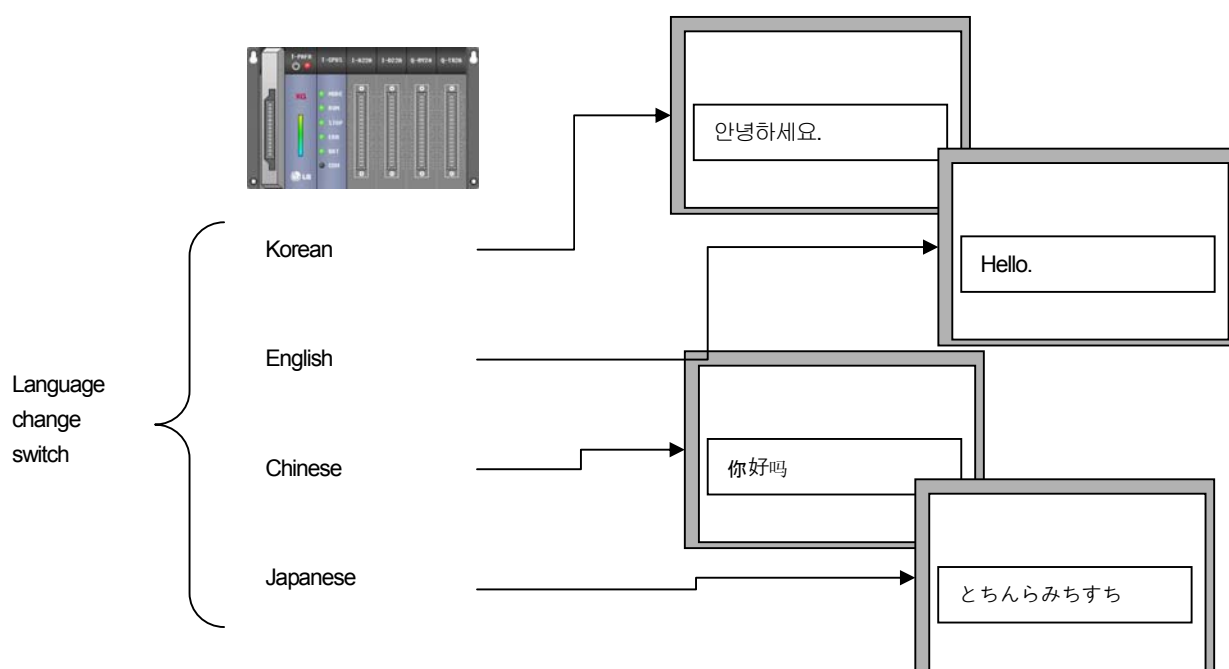 안녕하세요.
Hello.
Korean
English
Language
change
switch
Chinese
你好吗
Japanese
とちんらみちすち